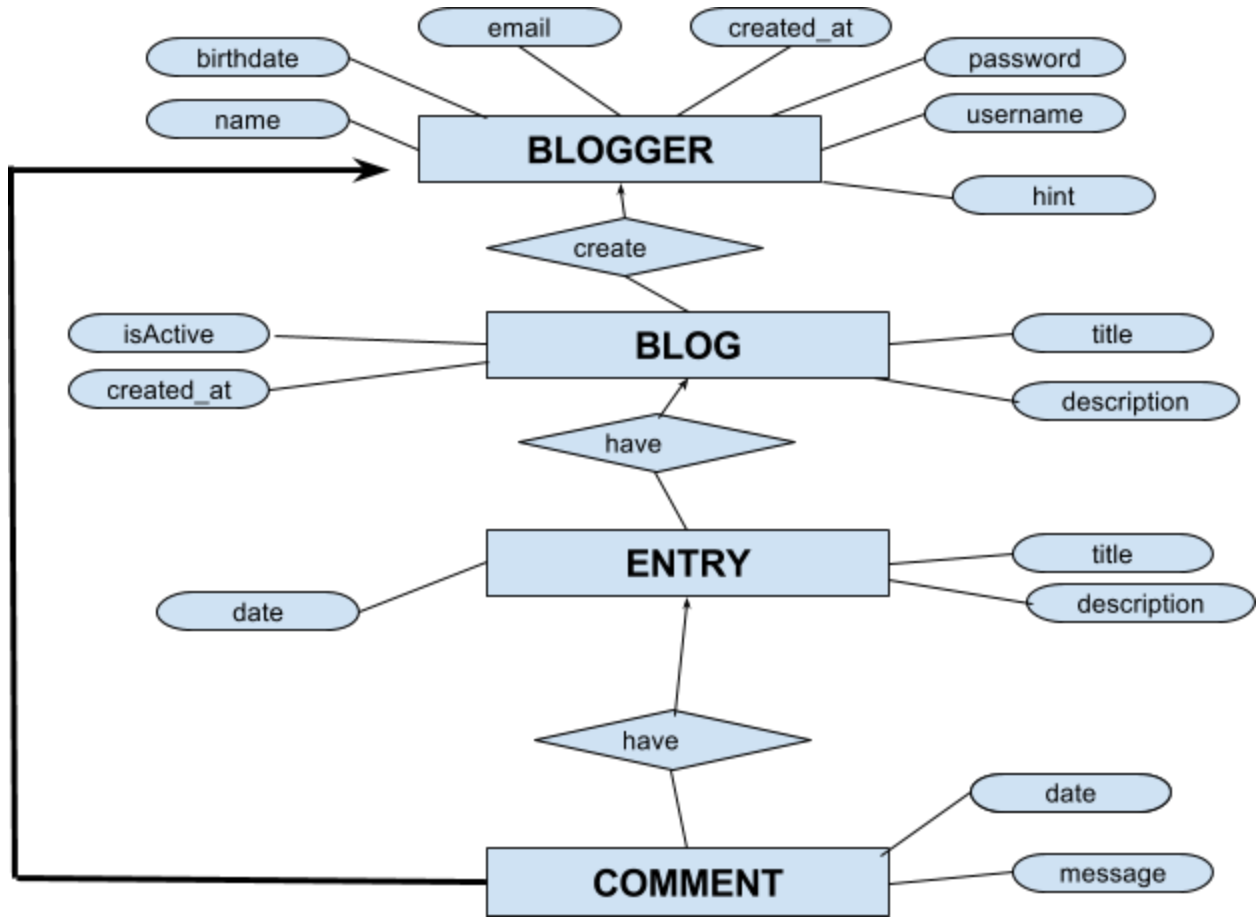 email
created_at
birthdate
password
name
username
BLOGGER
hint
create
isActive
title
BLOG
created_at
description
have
title
ENTRY
date
description
have
date
message
COMMENT